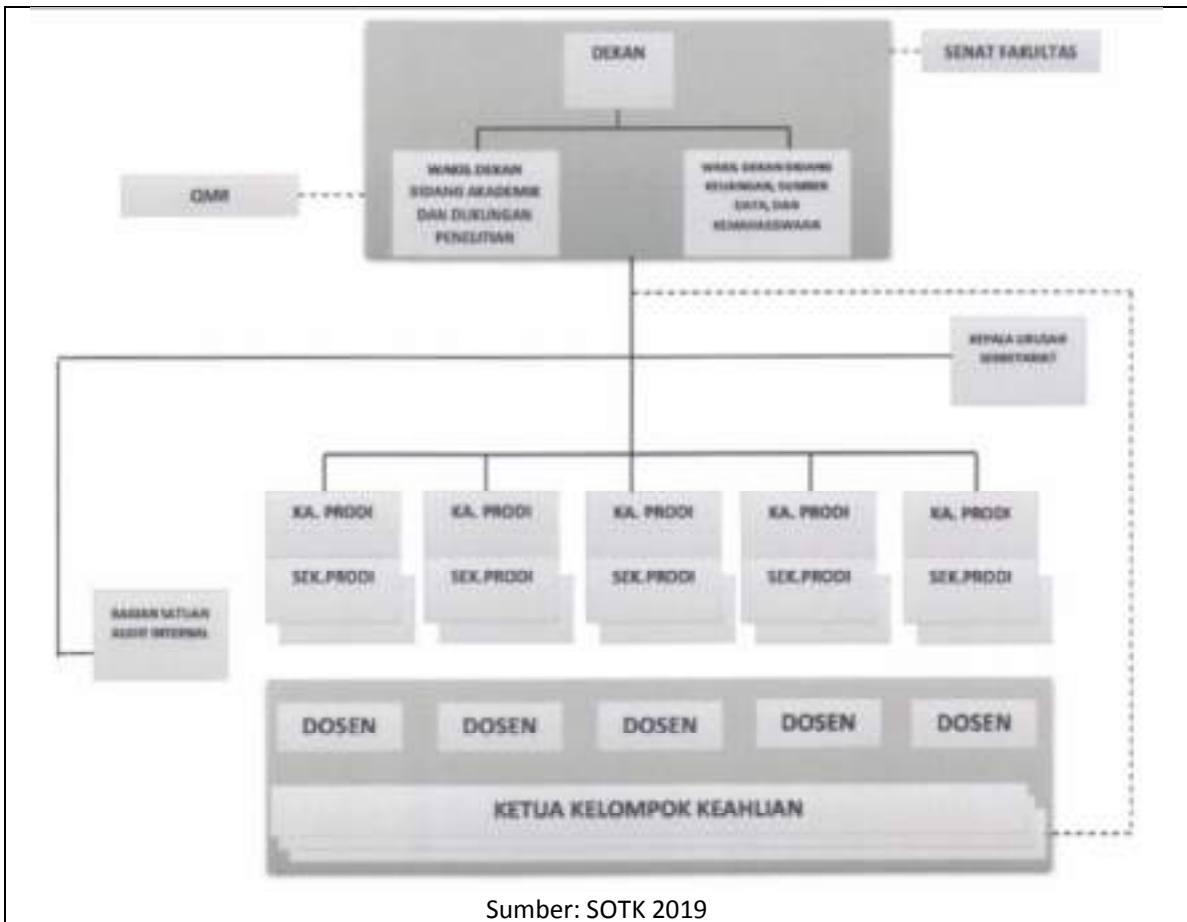 DEKAN
SENAT FAKULTAS
WAKIL DEKAN
BIDANG AKADEMIK
DAN DUKUNGAN
PENELITIAN
WAKIL DEKAN BIDANG
KEUANGAN, SUMBER
DAYA, DAN
KEMAHASISWAAN
QMR
KEPALA URUSAN
SEKRETARIAT
KA. PRODI
KA. PRODI
KA. PRODI
KA. PRODI
KA. PRODI
SEK.PRODI
SEK.PRODI
SEK.PRODI
SEK.PRODI
SEK.PRODI
BAGIAN SATUAN
AUDIT INTERNAL
DOSEN
DOSEN
DOSEN
DOSEN
DOSEN
KETUA KELOMPOK KEAHLIAN
Sumber: SOTK 2019